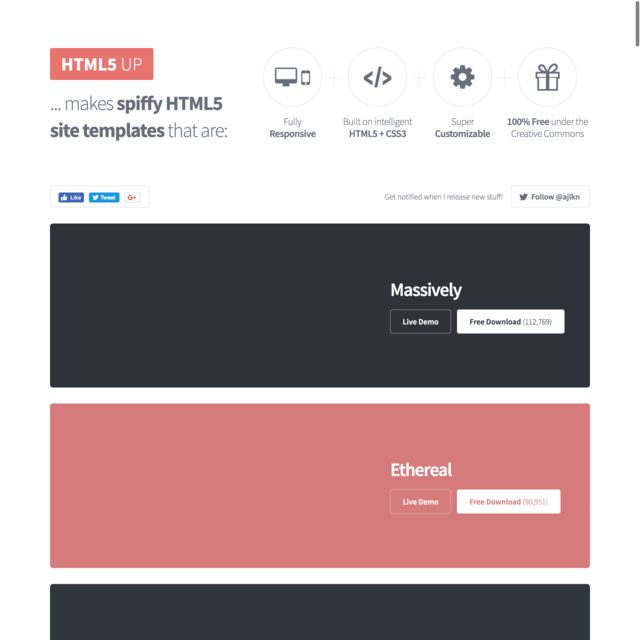 HTML5 UP
... makes spiffy HTML5
site templates that are:
Fully
Responsive
Built on intelligent
HTML5 + CSS3
Super
Customizable
100% Free under the
Creative Commons
Like
Tweet
G+
Get notified when I release new stuff!
Follow @ajlkn
Massively
Live Demo
Free Download (112,769)
Ethereal
Live Demo
Free Download (90,951)